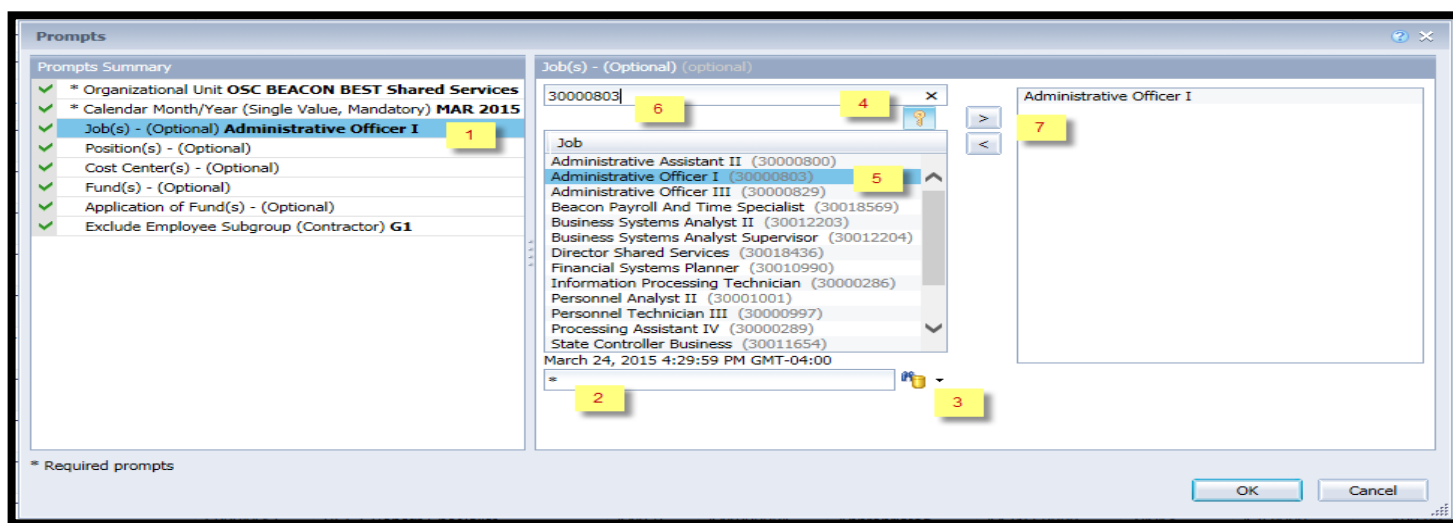 Prompts
Prompts Summary
* Organizational Unit OSC BEACON BEST Shared Services
* Calendar Month/Year (Single Value, Mandatory) MAR 2015
Job(s) - (Optional) Administrative Officer I
1
Position(s) - (Optional)
Cost Center(s) - (Optional)
Fund(s) - (Optional)
Application of Fund(s) - (Optional)
Exclude Employee Subgroup (Contractor) G1
Job(s) - (Optional) (optional)
30000803
6
4
Job
Administrative Assistant II (30000800)
Administrative Officer I (30000803)
5
Administrative Officer III (30000829)
Beacon Payroll And Time Specialist (30018569)
Business Systems Analyst II (30012203)
Business Systems Analyst Supervisor (30012204)
Director Shared Services (30018436)
Financial Systems Planner (30010990)
Information Processing Technician (30000286)
Personnel Analyst II (30001001)
Personnel Technician III (30000997)
Processing Assistant IV (30000289)
State Controller Business (30011654)
March 24, 2015 4:29:59 PM GMT-04:00
*
2
3
>
<
7
Administrative Officer I
* Required prompts
OK
Cancel